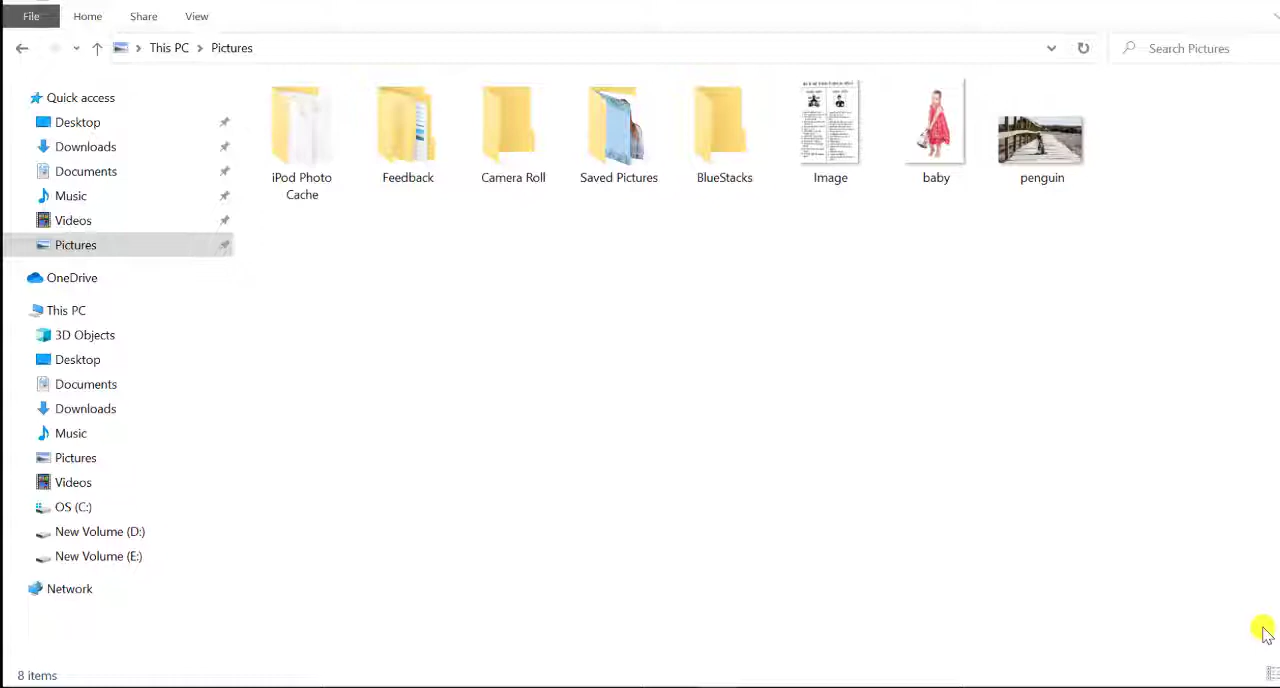 File Home Share View
This PC Pictures
Search Pictures
Quick access
Desktop
Downloads
Documents
Music
Videos
Pictures
OneDrive
This PC
3D Objects
Desktop
Documents
Downloads
Music
Pictures
Videos
OS (C:)
New Volume (D:)
New Volume (E:)
Network
iPod Photo Cache
Feedback
Camera Roll
Saved Pictures
BlueStacks
Image
baby
penguin
8 items